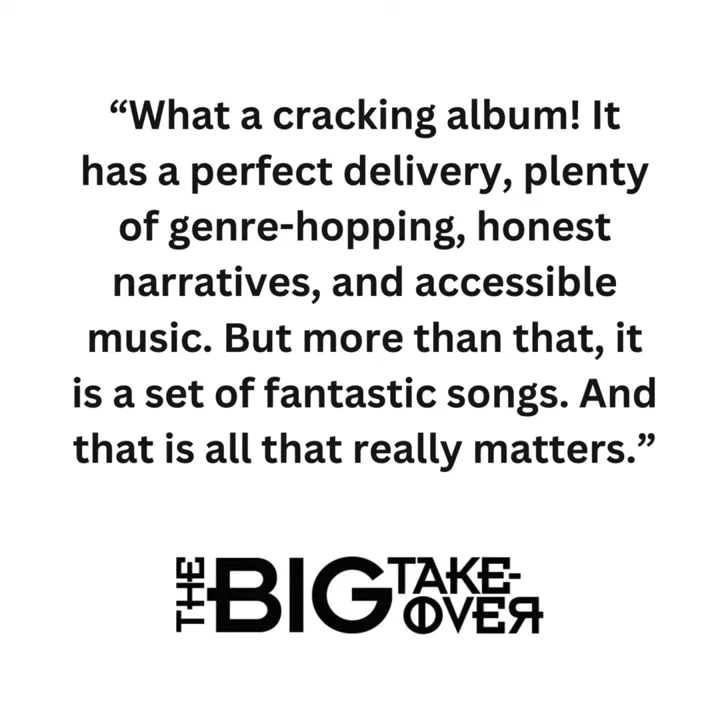 “What a cracking album! It
has a perfect delivery, plenty
of genre-hopping, honest
narratives, and accessible
music. But more than that, it
is a set of fantastic songs. And
that is all that really matters.”
THE BIG TAKE-
OVER